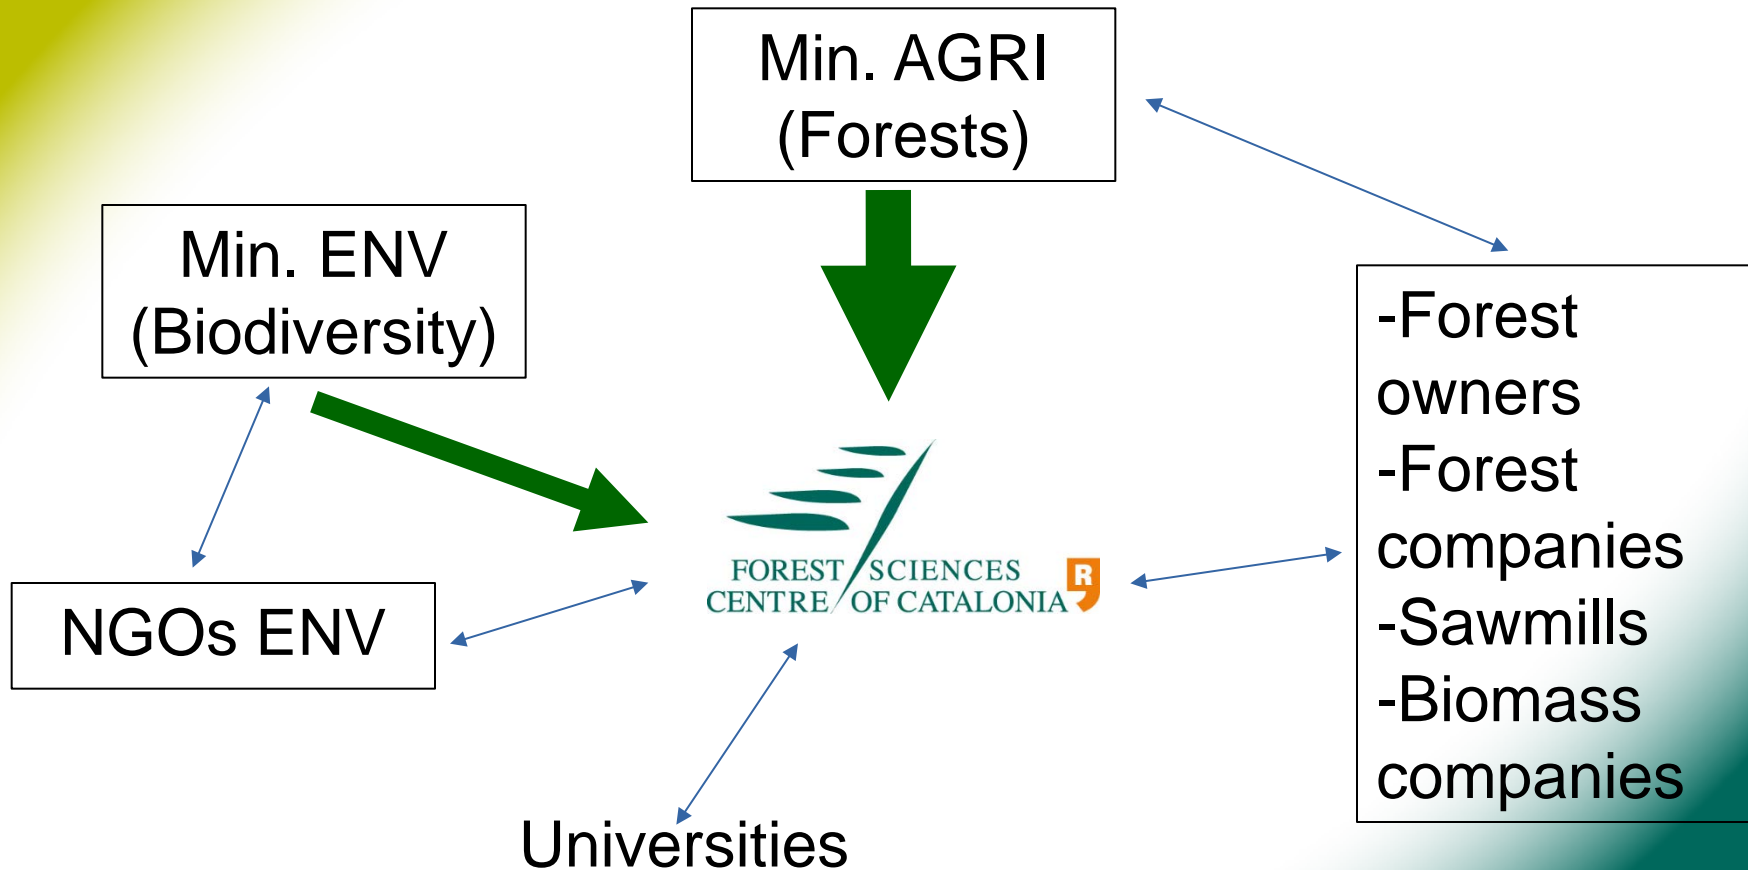 Min. AGRI
(Forests)
Min. ENV
(Biodiversity)
-Forest
owners
-Forest
companies
-Sawmills
-Biomass
companies
FOREST SCIENCES
CENTRE OF CATALONIA
R
NGOs ENV
Universities